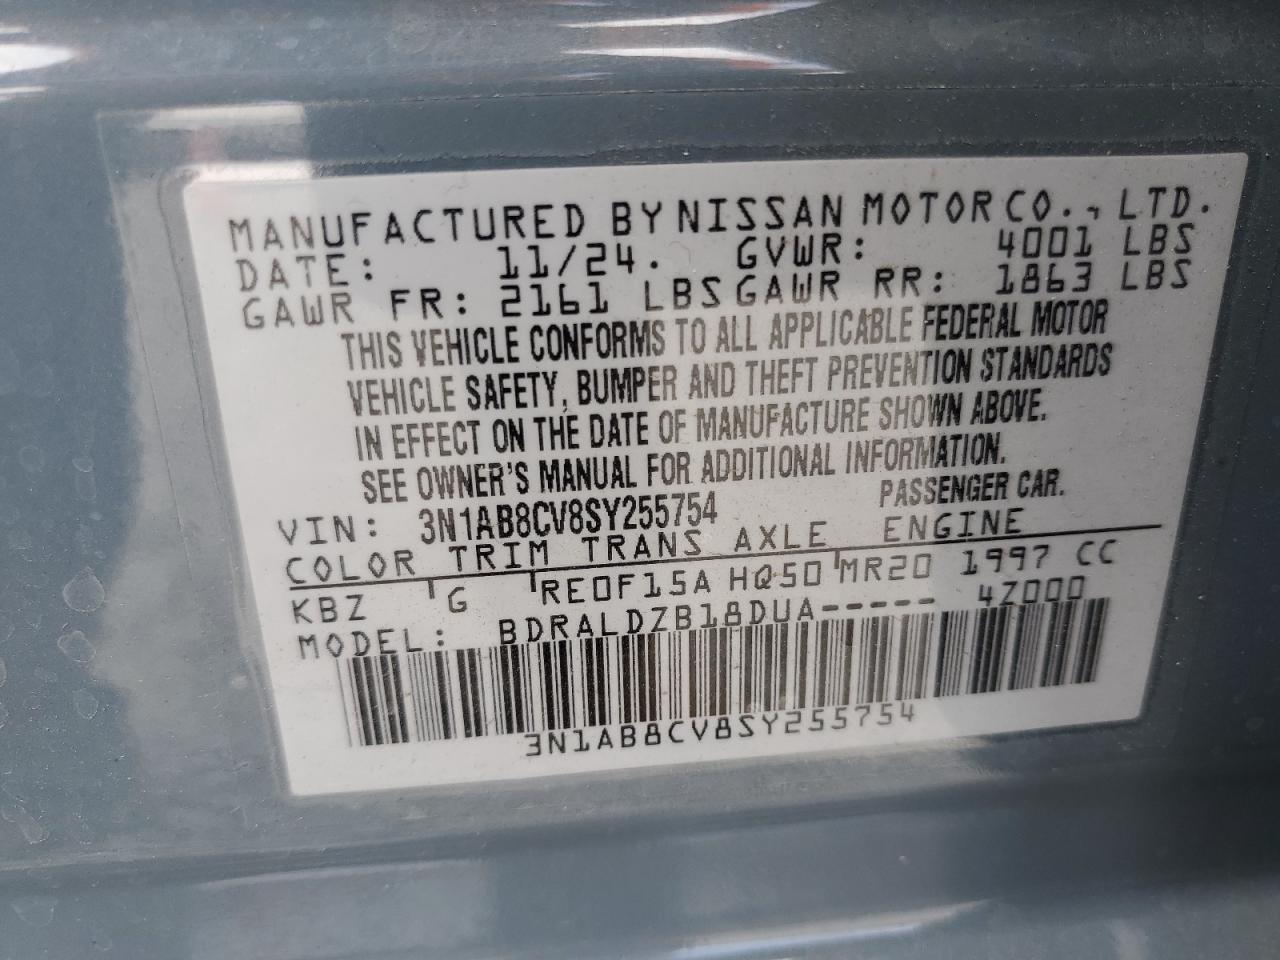 MANUFACTURED BY NISSAN MOTOR CO., LTD.
DATE: 11/24. GVWR: 4001 LBS
GAWR FR: 2161 LBS GAWR RR: 1863 LBS
THIS VEHICLE CONFORMS TO ALL APPLICABLE FEDERAL MOTOR
VEHICLE SAFETY, BUMPER AND THEFT PREVENTION STANDARDS
IN EFFECT ON THE DATE OF MANUFACTURE SHOWN ABOVE.
SEE OWNER'S MANUAL FOR ADDITIONAL INFORMATION.
PASSENGER CAR.
VIN: 3N1AB8CV8SY255754
COLOR TRIM TRANS AXLE ENGINE
KBZ G RE0F15A HQ50 MR20 1997 CC
MODEL: BDRALDZB18DUA----- 4Z000
3N1AB8CV8SY255754